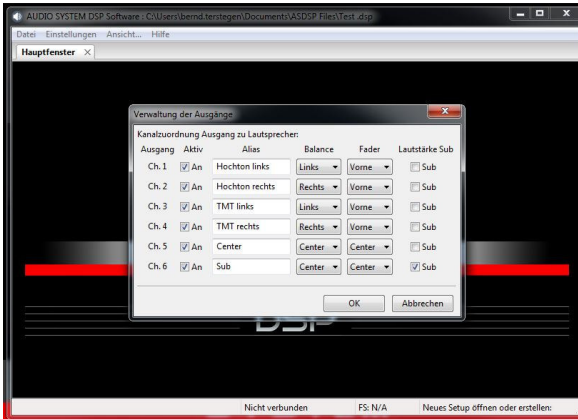 AUDIO SYSTEM DSP Software : C:\Users\bernd.terstegen\Documents\ASDSP Files\Test .dsp
Datei Einstellungen Ansicht... Hilfe
Hauptfenster
Verwaltung der Ausgänge
Kanalzuordnung Ausgang zu Lautsprecher:
Ausgang Aktiv Alias Balance Fader Lautstärke Sub
Ch. 1 An Hochton links Links Vorne Sub
Ch. 2 An Hochton rechts Rechts Vorne Sub
Ch. 3 An TMT links Links Vorne Sub
Ch. 4 An TMT rechts Rechts Vorne Sub
Ch. 5 An Center Center Center Sub
Ch. 6 An Sub Center Center Sub
OK Abbrechen
DSP
Nicht verbunden FS: N/A Neues Setup öffnen oder erstellen: